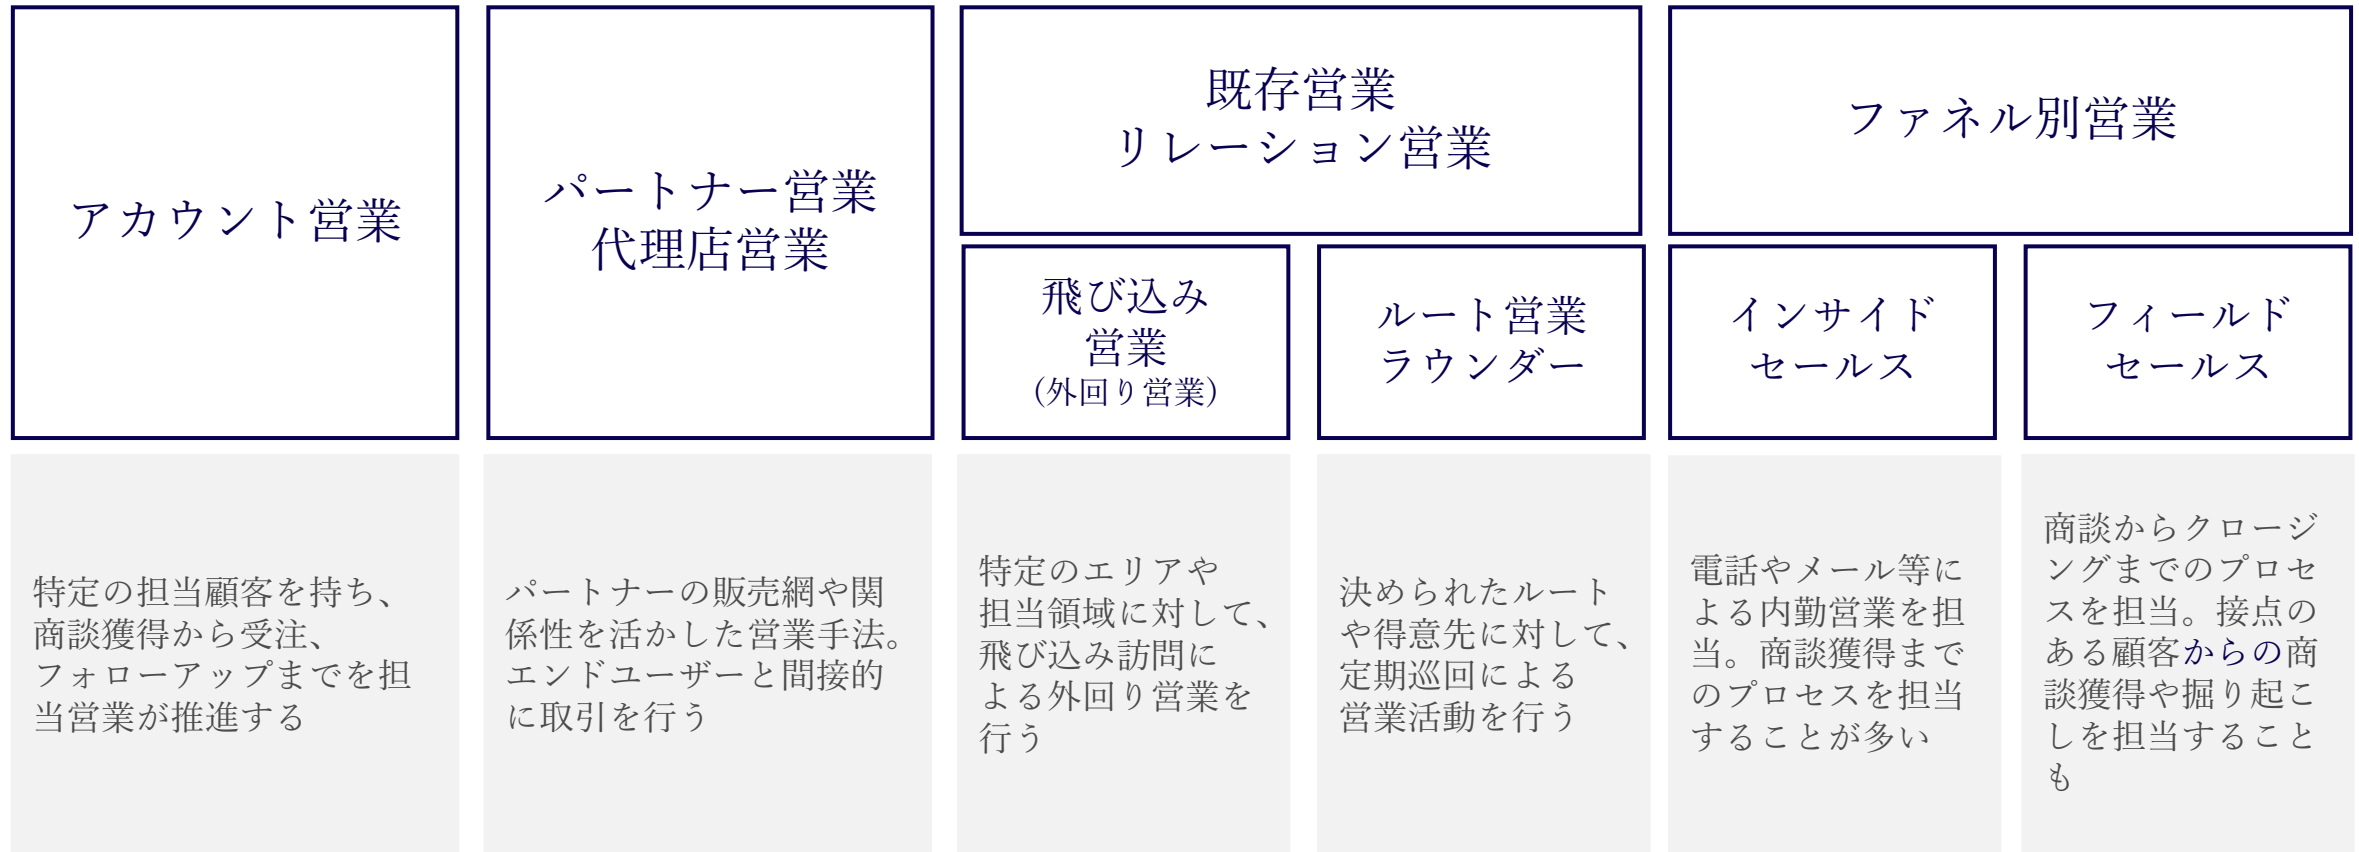 アカウント営業
パートナー営業
代理店営業
既存営業
リレーション営業
ファネル別営業
飛び込み
営業
(外回り営業)
ルート営業
ラウンダー
インサイド
セールス
フィールド
セールス
特定の担当顧客を持ち、
商談獲得から受注、
フォローアップまでを担
当営業が推進する
パートナーの販売網や関
係性を活かした営業手法。
エンドユーザーと間接的
に取引を行う
特定のエリアや
担当領域に対して、
飛び込み訪問に
よる外回り営業を
行う
決められたルート
や得意先に対して、
定期巡回による
営業活動を行う
電話やメール等に
よる内勤営業を担
当。商談獲得まで
のプロセスを担当
することが多い
商談からクロージ
ングまでのプロセ
スを担当。接点の
ある顧客からの商
談獲得や掘り起こ
しを担当すること
も